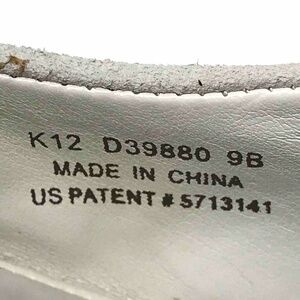 K12 D39880 9B
MADE IN CHINA
US PATENT # 5713141